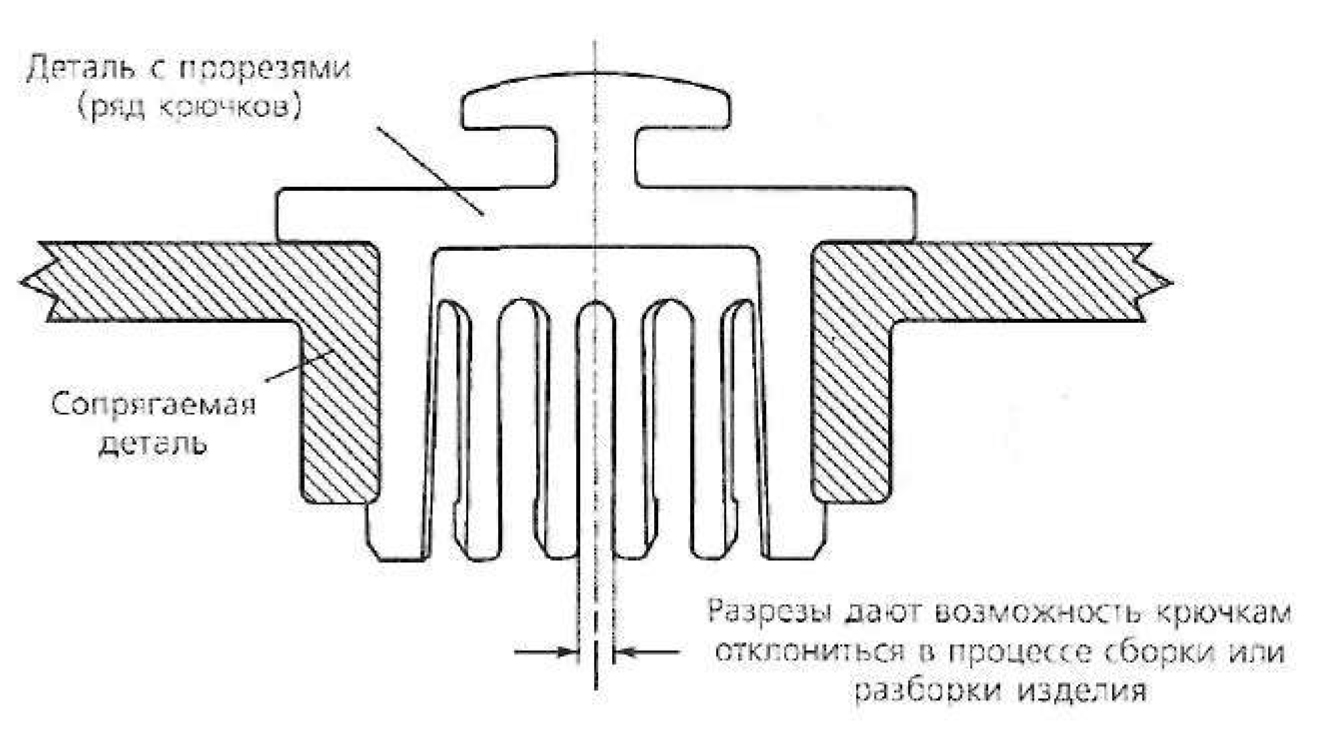 Деталь с прорезями
(ряд крючков)
Сопрягаемая
деталь
Разрезы дают возможность крючкам
отклониться в процессе сборки или
разборки изделия